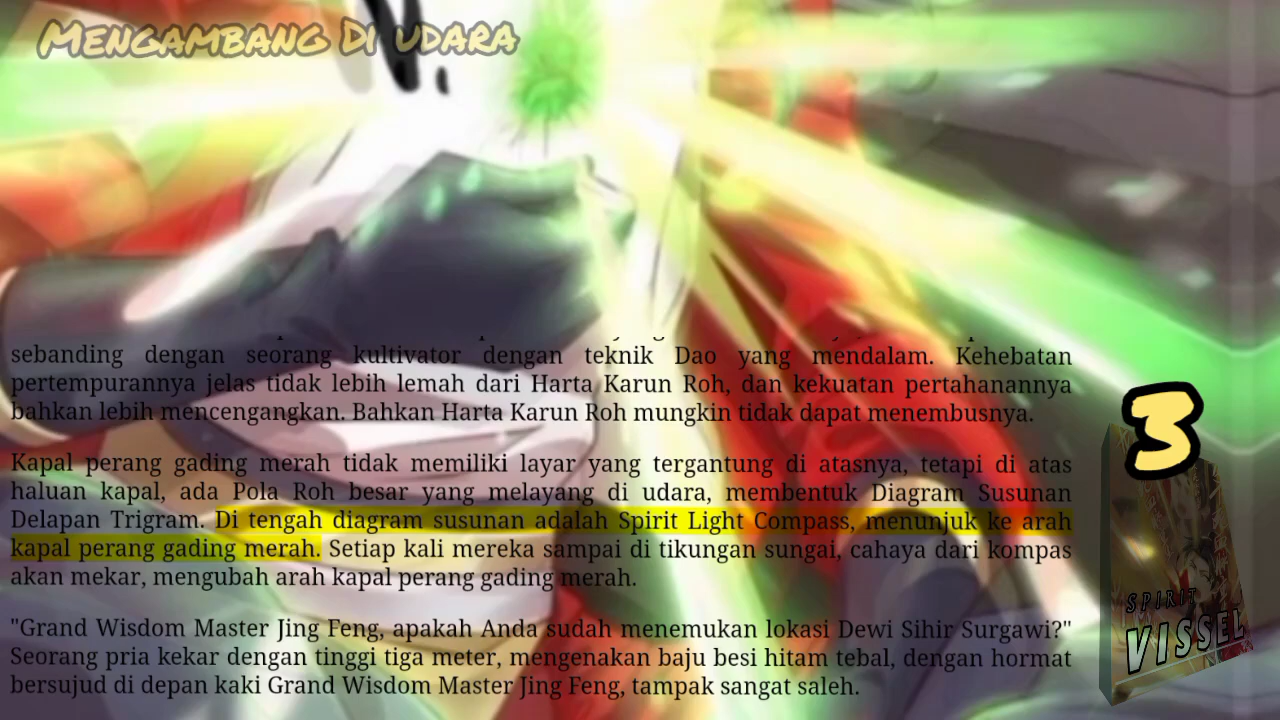 Mengambang Di udara
sebanding dengan seorang kultivator dengan teknik Dao yang mendalam. Kehebatan
pertempurannya jelas tidak lebih lemah dari Harta Karun Roh, dan kekuatan pertahanannya
bahkan lebih mencengangkan. Bahkan Harta Karun Roh mungkin tidak dapat menembusnya.
Kapal perang gading merah tidak memiliki layar yang tergantung di atasnya, tetapi di atas
haluan kapal, ada Pola Roh besar yang melayang di udara, membentuk Diagram Susunan
Delapan Trigram. Di tengah diagram susunan adalah Spirit Light Compass, menunjuk ke arah
kapal perang gading merah. Setiap kali mereka sampai di tikungan sungai, cahaya dari kompas
akan mekar, mengubah arah kapal perang gading merah.
"Grand Wisdom Master Jing Feng, apakah Anda sudah menemukan lokasi Dewi Sihir Surgawi?"
Seorang pria kekar dengan tinggi tiga meter, mengenakan baju besi hitam tebal, dengan hormat
bersujud di depan kaki Grand Wisdom Master Jing Feng, tampak sangat saleh.
3
SPIRIT
VISSEL